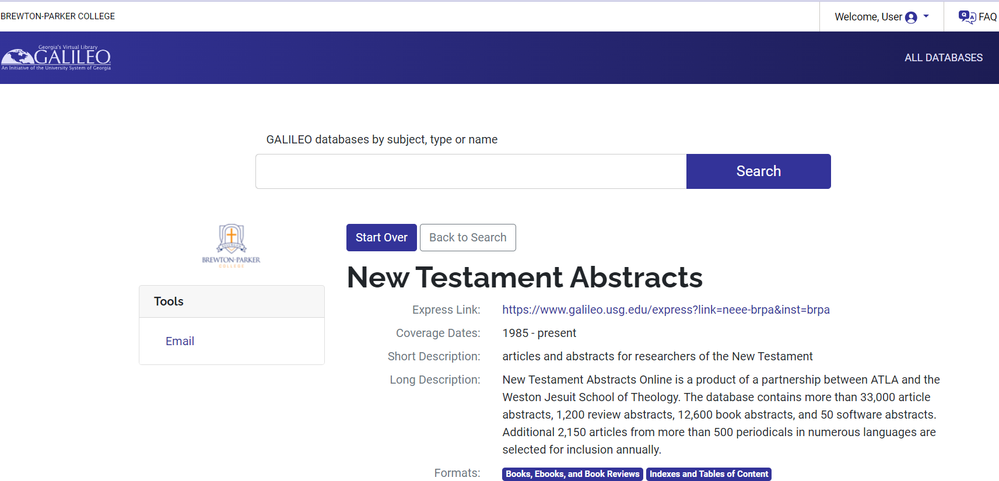 BREWTON-PARKER COLLEGE
Welcome, User
Q A FAQ
Georgia's Virtual Library
GALILEO
An Initiative of the University System of Georgia
ALL DATABASES
GALILEO databases by subject, type or name
Search
BREWTON-PARKER
COLLEGE
Start Over
Back to Search
New Testament Abstracts
Tools
Email
Express Link: https://www.galileo.usg.edu/express?link=neee-brpa&inst=brpa
Coverage Dates: 1985 - present
Short Description: articles and abstracts for researchers of the New Testament
Long Description: New Testament Abstracts Online is a product of a partnership between ATLA and the
Weston Jesuit School of Theology. The database contains more than 33,000 article
abstracts, 1,200 review abstracts, 12,600 book abstracts, and 50 software abstracts.
Additional 2,150 articles from more than 500 periodicals in numerous languages are
selected for inclusion annually.
Formats: Books, Ebooks, and Book Reviews Indexes and Tables of Content